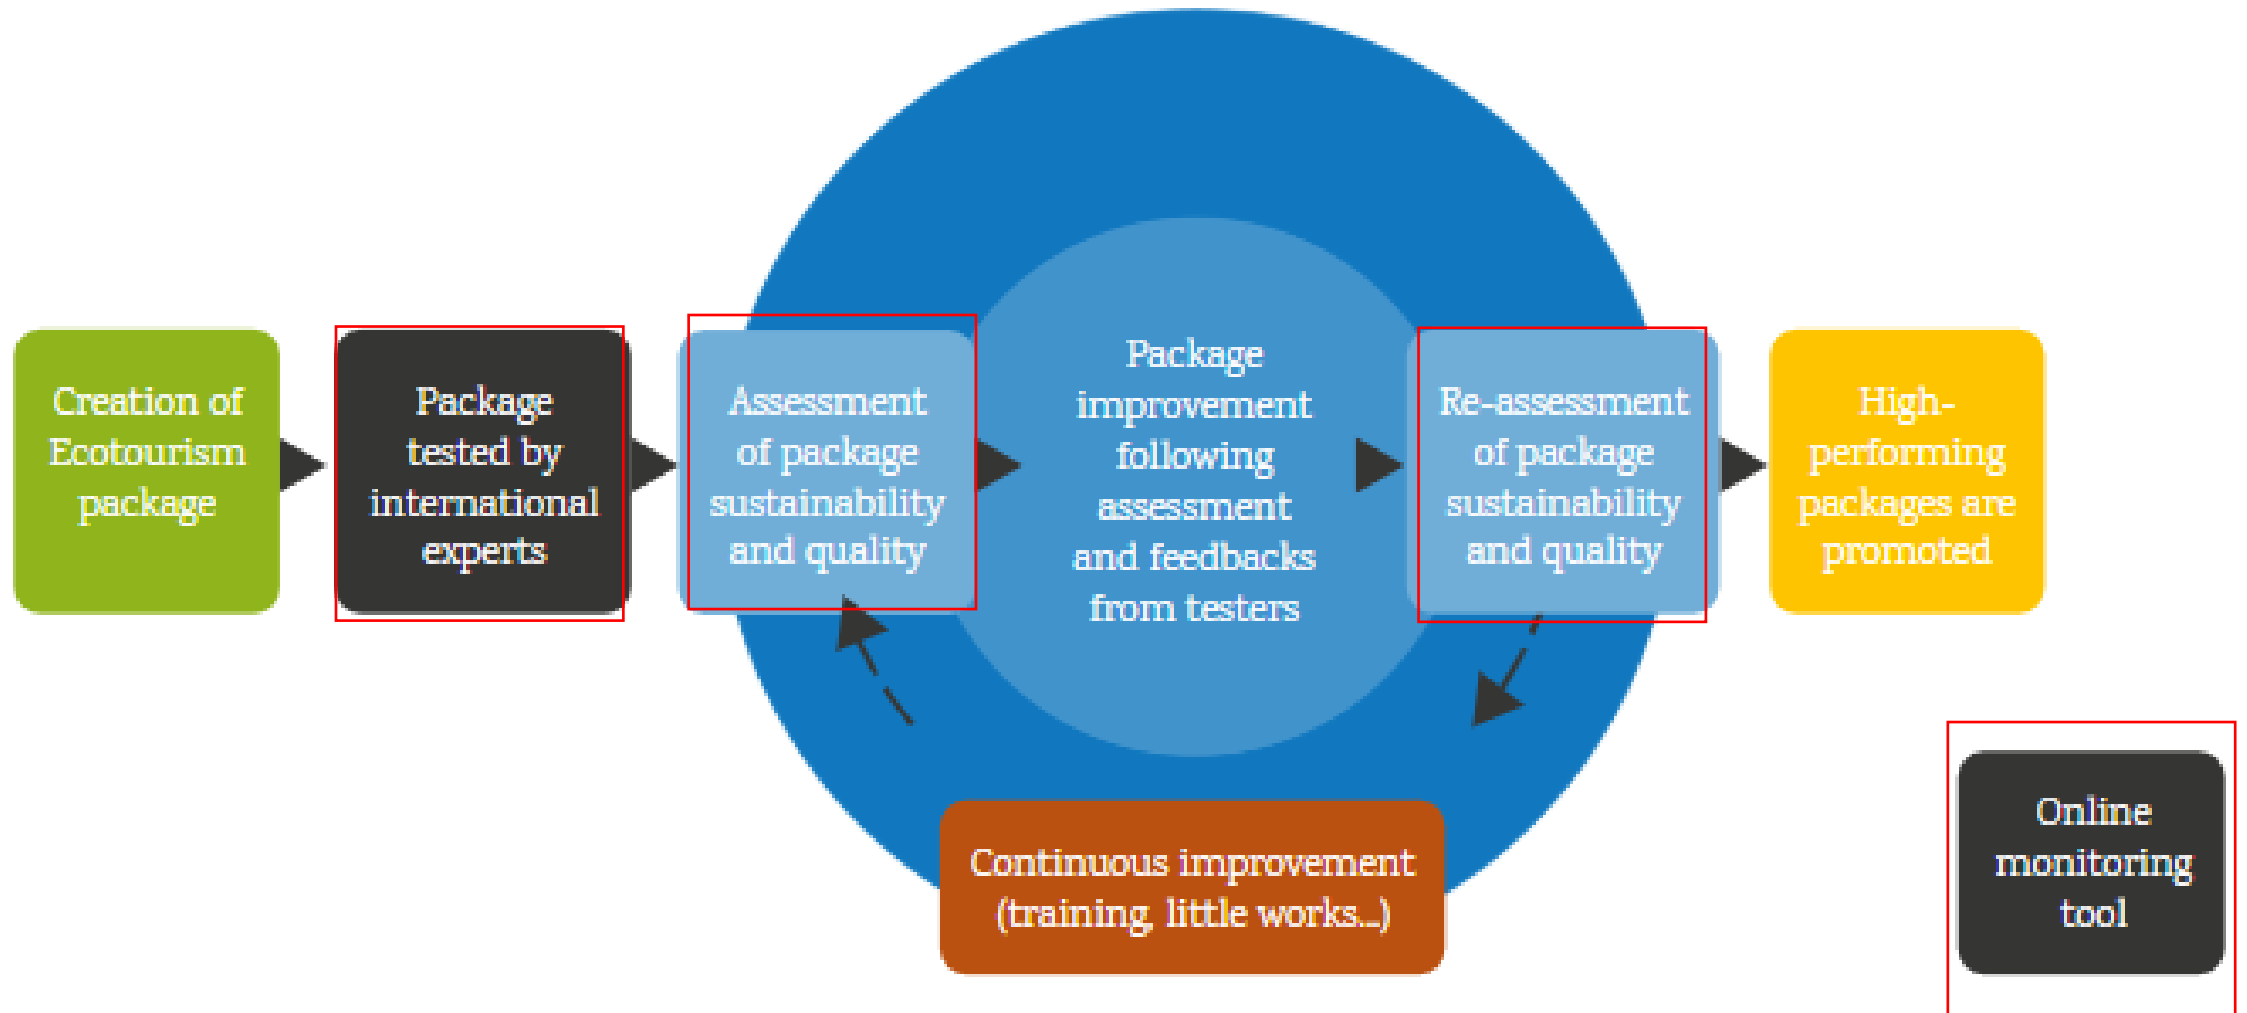 Creation of
Ecotourism
package
Package
tested by
international
experts
Assessment
of package
sustainability
and quality
Package
improvement
following
assessment
and feedbacks
from testers
Re-assessment
of package
sustainability
and quality
High-
performing
packages are
promoted
Continuous improvement
(training, little works...)
Online
monitoring
tool